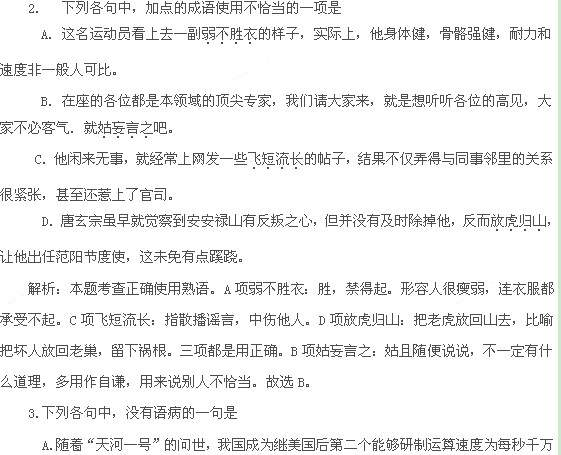 2. 下列各句中，加点的成语使用不恰当的一项是
A. 这名运动员看上去一副弱不胜衣的样子，实际上，他身体健，骨骼强健，耐力和
速度非一般人可比。
B. 在座的各位都是本领域的顶尖专家，我们请大家来，就是想听听各位的高见，大
家不必客气．就姑妄言之吧。
C. 他闲来无事，就经常上网发一些飞短流长的帖子，结果不仅弄得与同事邻里的关系
很紧张，甚至还惹上了官司。
D. 唐玄宗虽早就觉察到安安禄山有反叛之心，但并没有及时除掉他，反而放虎归山，
让他出任范阳节度使，这未免有点蹊跷。
解析：本题考查正确使用熟语。A项弱不胜衣：胜，禁得起。形容人很瘦弱，连衣服都
承受不起。C项飞短流长：指散播谣言，中伤他人。D项放虎归山：把老虎放回山去，比喻
把坏人放回老巢，留下祸根。三项都是用正确。B项姑妄言之：姑且随便说说，不一定有什
么道理，多用作自谦，用来说别人不恰当。故选B。
3.下列各句中，没有语病的一句是
A.随着“天河一号”的问世，我国成为继美国后第二个能够研制运算速度为每秒千万